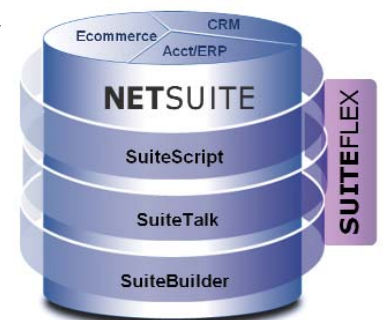 CRM
Ecommerce
Acct/ERP
NETSUITE
SuiteScript
SuiteTalk
SuiteBuilder
SUITEFLEX